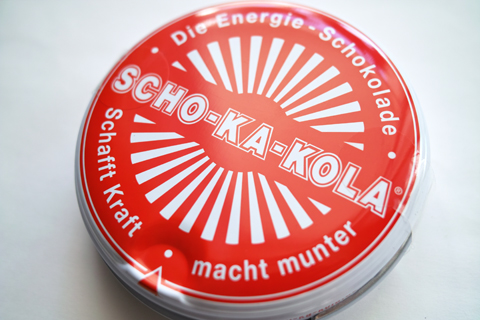 Die Energie-Schokolade
SCHO-KA-KOLA®
Schafft Kraft
macht munter